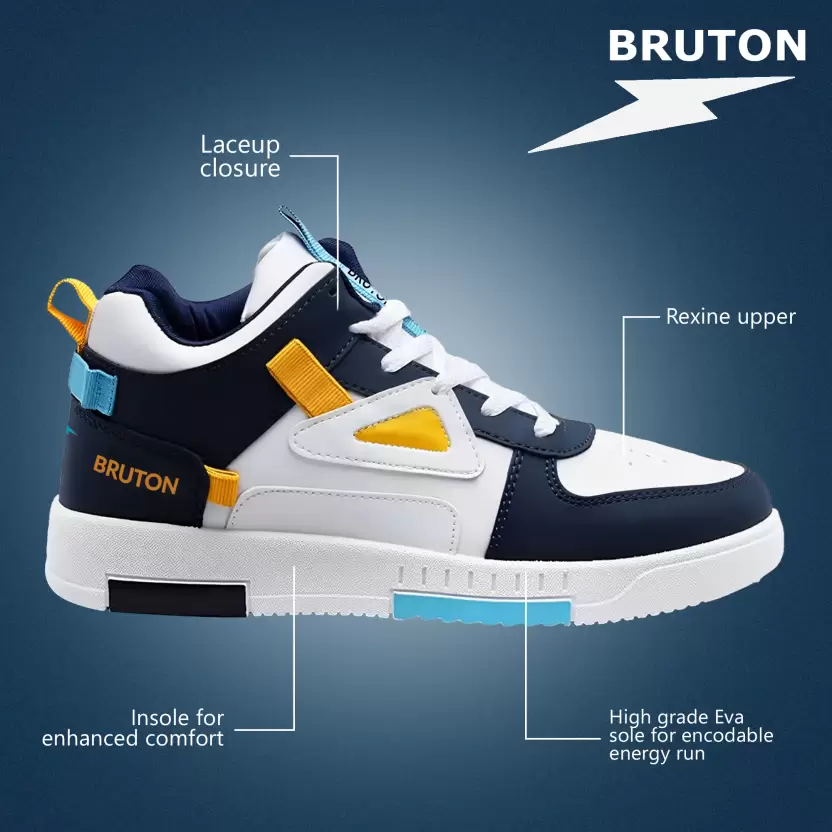 BRUTON
Laceup
closure
Rexine upper
BRUTON
Insole for
enhanced comfort
High grade Eva
sole for encodable
energy run